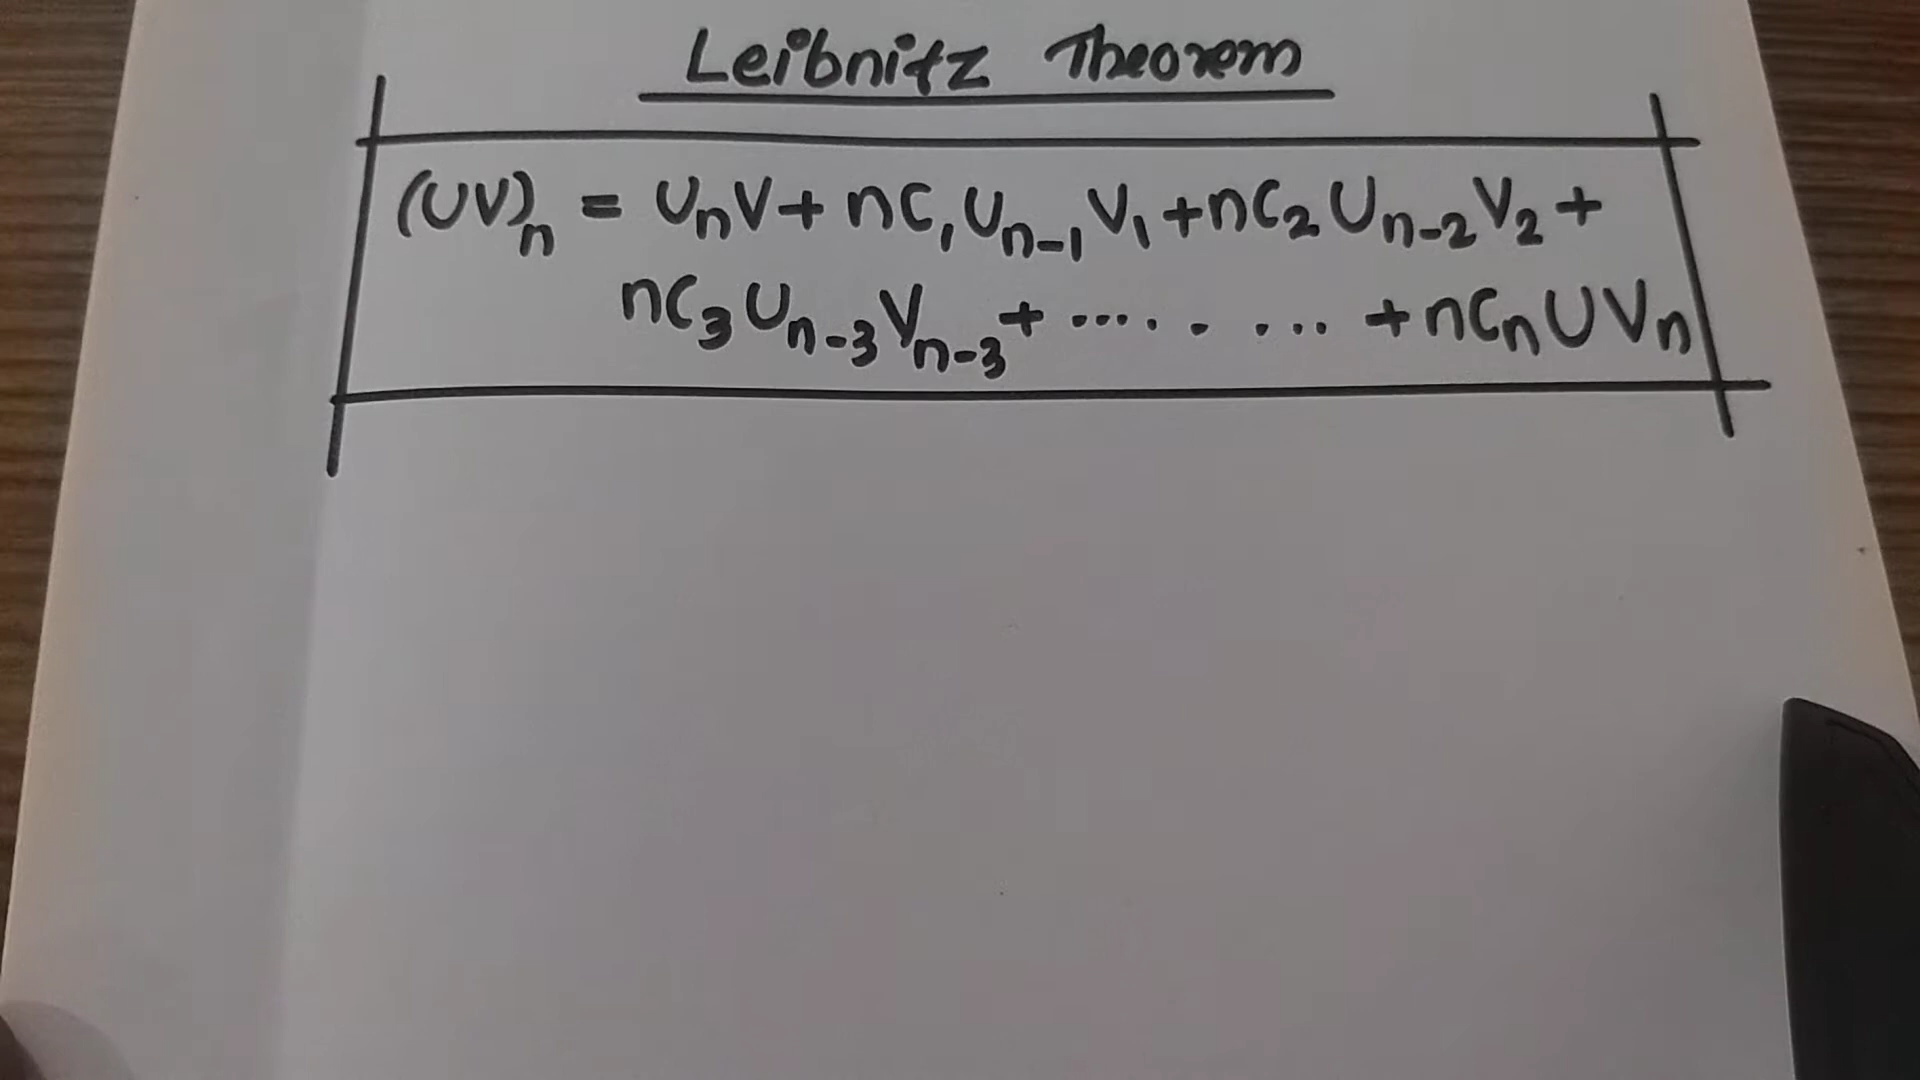 Leibnitz Theorem
(UV)ₙ = UₙV + nC₁Uₙ₋₁V₁ + nC₂Uₙ₋₂V₂ +
nC₃Uₙ₋₃Vₙ₋₃ + ........ ... + nCₙUVₙ